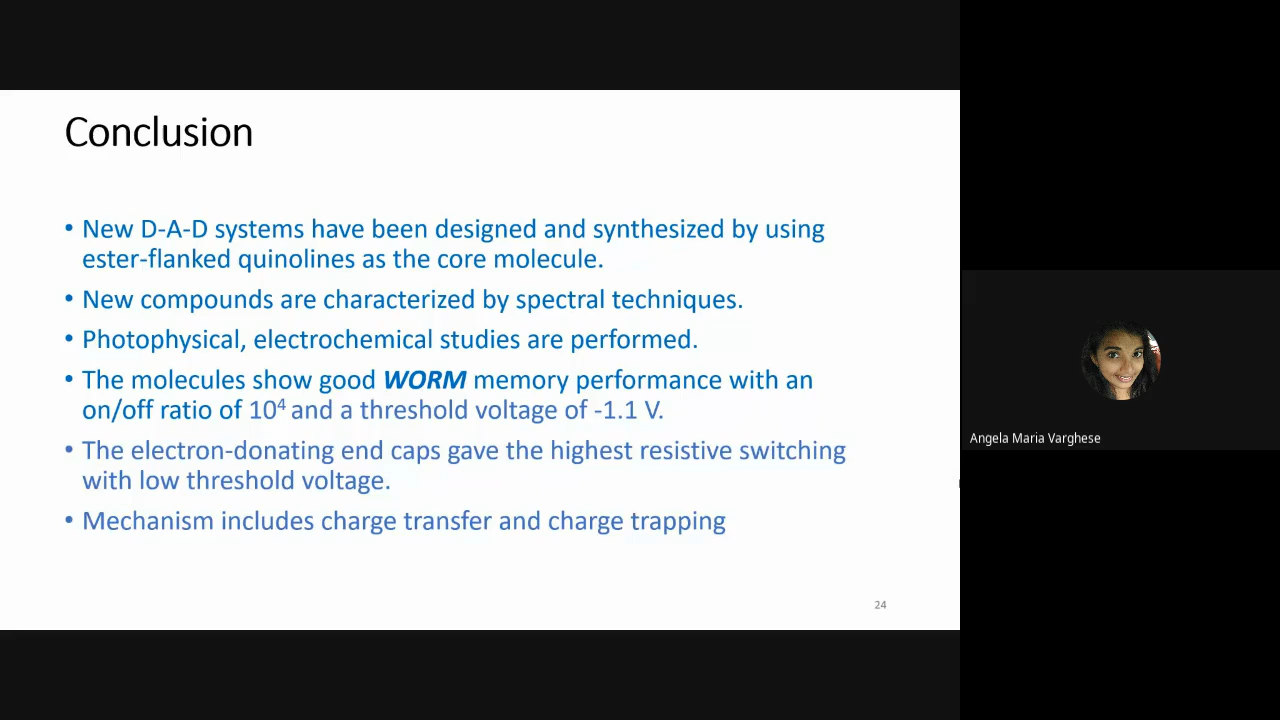 Conclusion
• New D-A-D systems have been designed and synthesized by using
ester-flanked quinolines as the core molecule.
• New compounds are characterized by spectral techniques.
• Photophysical, electrochemical studies are performed.
• The molecules show good WORM memory performance with an
on/off ratio of 10⁴ and a threshold voltage of -1.1 V.
• The electron-donating end caps gave the highest resistive switching
with low threshold voltage.
• Mechanism includes charge transfer and charge trapping
24
Angela Maria Varghese